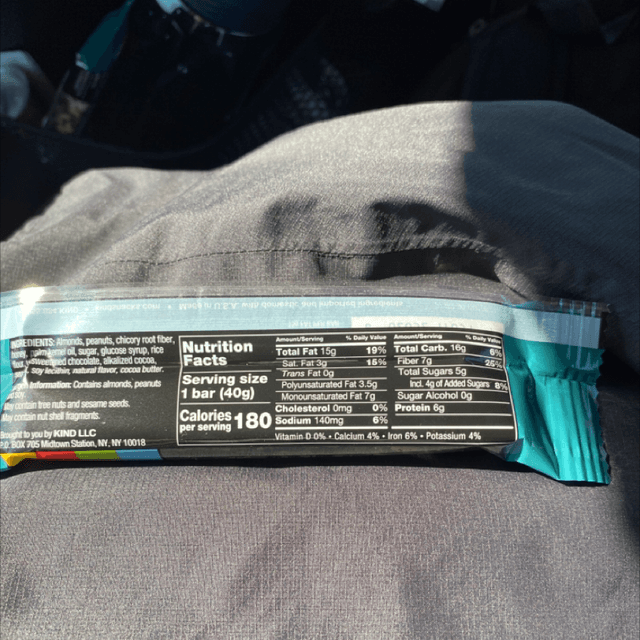 INGREDIENTS: Almonds, peanuts, chicory root fiber,
honey, palm kernel oil, sugar, glucose syrup, rice
unsweetened chocolate, alkalized cocoa,
soy lecithin, natural flavor, cocoa butter.
Information: Contains almonds, peanuts
soy.
May contain tree nuts and sesame seeds.
May contain nut shell fragments.
Brought to you by KIND LLC
P.O. BOX 705 Midtown Station, NY, NY 10018
Nutrition
Facts
Serving size
1 bar (40g)
Calories
per serving 180
Amount/Serving % Daily Value
Total Fat 15g 19%
Sat. Fat 3g 15%
Trans Fat 0g
Polyunsaturated Fat 3.5g
Monounsaturated Fat 7g
Cholesterol 0mg 0%
Sodium 140mg 6%
Amount/Serving % Daily Value
Total Carb. 16g 6%
Fiber 7g 25%
Total Sugars 5g
Incl. 4g of Added Sugars 8%
Sugar Alcohol 0g
Protein 6g
Vitamin D 0% • Calcium 4% • Iron 6% • Potassium 4%